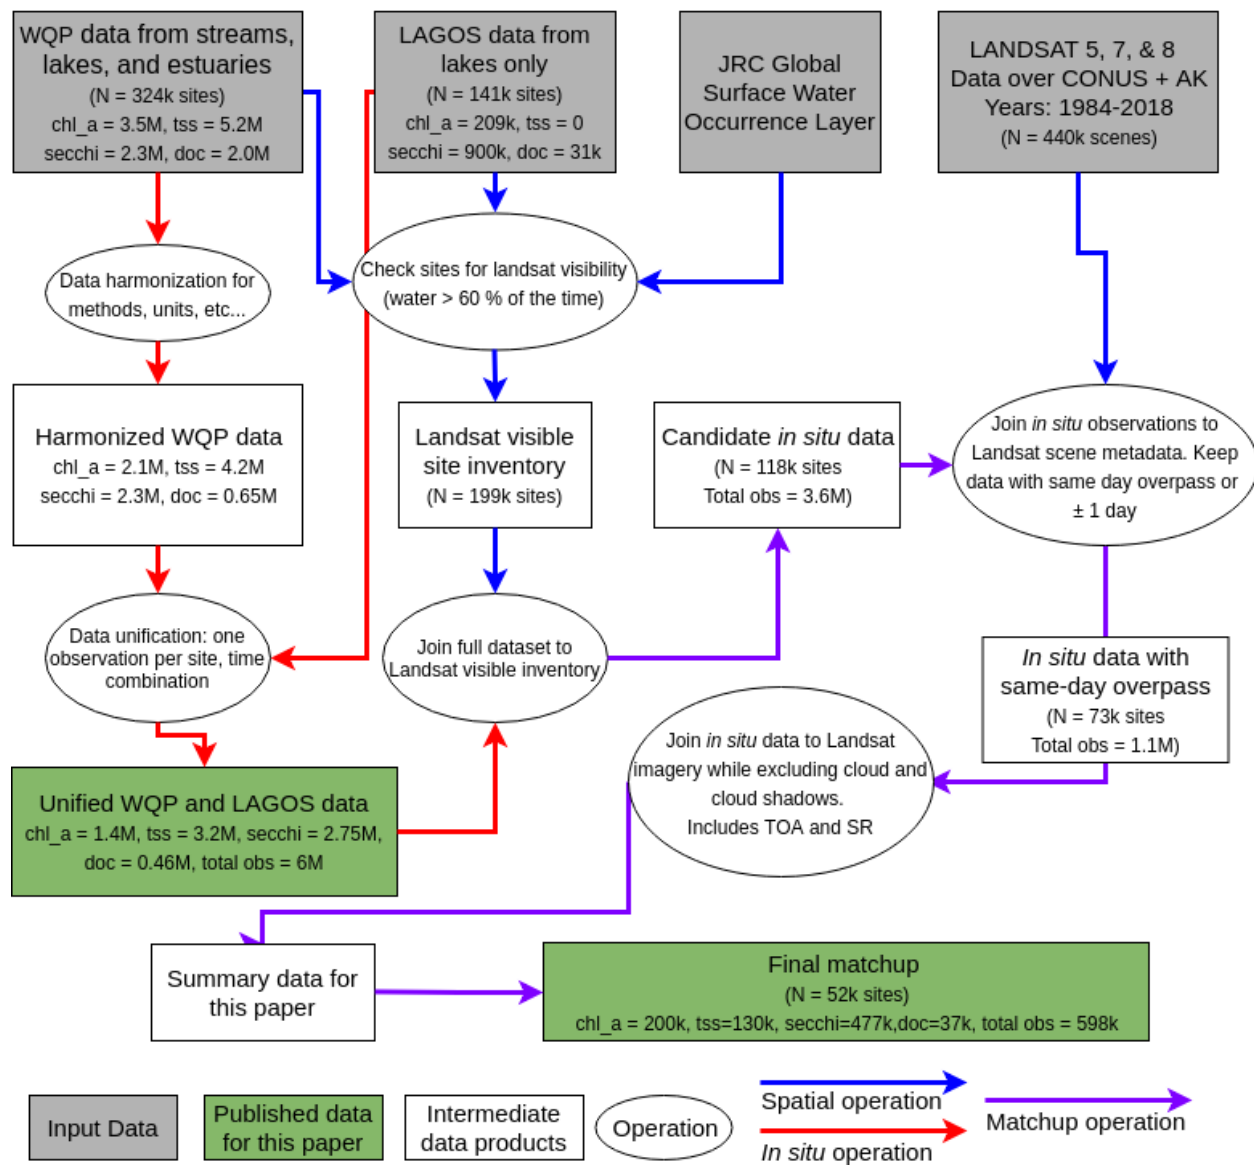 WQP data from streams,
lakes, and estuaries
(N = 324k sites)
chl_a = 3.5M, tss = 5.2M
secchi = 2.3M, doc = 2.0M
LAGOS data from
lakes only
(N = 141k sites)
chl_a = 209k, tss = 0
secchi = 900k, doc = 31k
JRC Global
Surface Water
Occurrence Layer
LANDSAT 5, 7, & 8
Data over CONUS + AK
Years: 1984-2018
(N = 440k scenes)
Data harmonization for
methods, units, etc...
Check sites for landsat visibility
(water > 60 % of the time)
Harmonized WQP data
chl_a = 2.1M, tss = 4.2M
secchi = 2.3M, doc = 0.65M
Landsat visible
site inventory
(N = 199k sites)
Candidate in situ data
(N = 118k sites
Total obs = 3.6M)
Join in situ observations to
Landsat scene metadata. Keep
data with same day overpass or
± 1 day
Data unification: one
observation per site, time
combination
Join full dataset to
Landsat visible inventory
In situ data with
same-day overpass
(N = 73k sites
Total obs = 1.1M)
Join in situ data to Landsat
imagery while excluding cloud and
cloud shadows.
Includes TOA and SR
Unified WQP and LAGOS data
chl_a = 1.4M, tss = 3.2M, secchi = 2.75M,
doc = 0.46M, total obs = 6M
Summary data for
this paper
Final matchup
(N = 52k sites)
chl_a = 200k, tss=130k, secchi=477k,doc=37k, total obs = 598k
Input Data
Published data
for this paper
Intermediate
data products
Operation
Spatial operation
In situ operation
Matchup operation